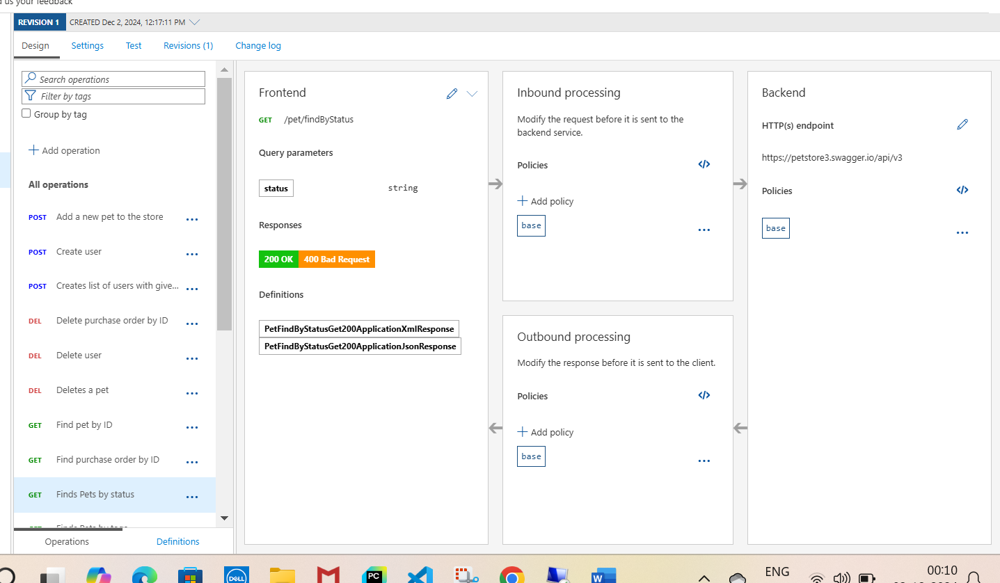 d us your feedback
REVISION 1 CREATED Dec 2, 2024, 12:17:11 PM
Design Settings Test Revisions (1) Change log
Search operations
Filter by tags
Group by tag
Add operation
All operations
POST Add a new pet to the store
POST Create user
POST Creates list of users with give...
DEL Delete purchase order by ID
DEL Delete user
DEL Deletes a pet
GET Find pet by ID
GET Find purchase order by ID
GET Finds Pets by status
GET Finds Pets by tags
Operations Definitions
Frontend
GET /pet/findByStatus
Query parameters
status string
Responses
200 OK 400 Bad Request
Definitions
PetFindByStatusGet200ApplicationXmlResponse
PetFindByStatusGet200ApplicationJsonResponse
Inbound processing
Modify the request before it is sent to the
backend service.
Policies </>
Add policy
base
Outbound processing
Modify the response before it is sent to the client.
Policies </>
Add policy
base
Backend
HTTP(s) endpoint
https://petstore3.swagger.io/api/v3
Policies </>
base
DELL
PC
W
ENG
00:10